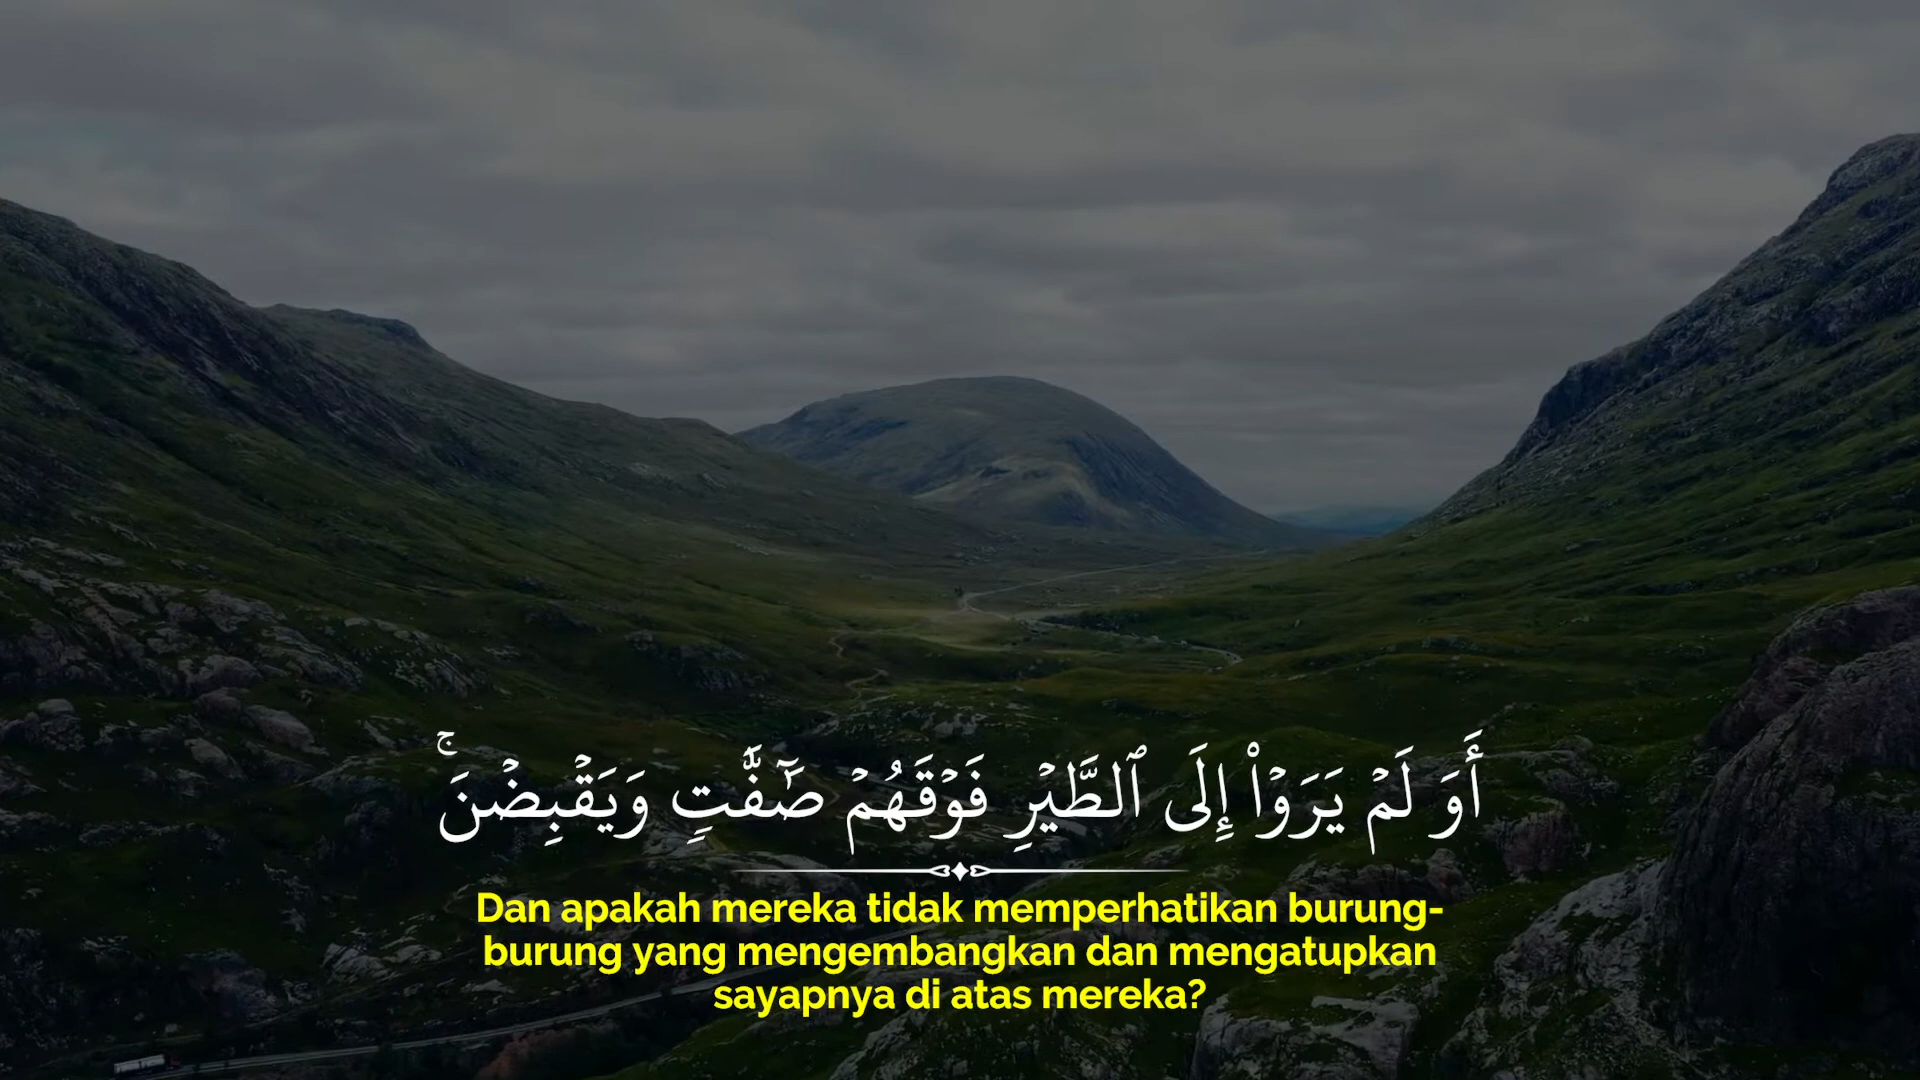 أَوَ لَمْ يَرَوْا۟ إِلَى ٱلطَّيْرِ فَوْقَهُمْ صَٰٓفَّٰتٍ وَيَقْبِضْنَ ۚ
Dan apakah mereka tidak memperhatikan burung-
burung yang mengembangkan dan mengatupkan
sayapnya di atas mereka?